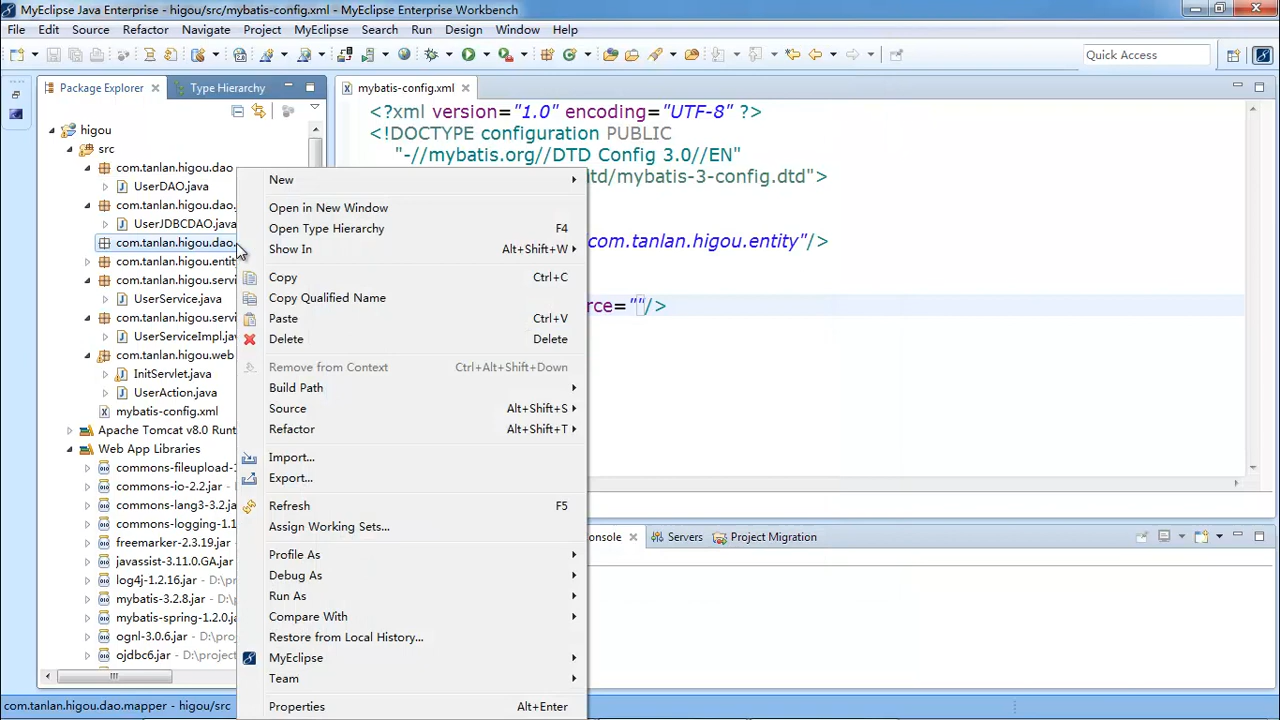 MyEclipse Java Enterprise - higou/src/mybatis-config.xml - MyEclipse Enterprise Workbench
File Edit Source Refactor Navigate Project MyEclipse Search Run Design Window Help
Quick Access
Package Explorer
Type Hierarchy
higou
src
com.tanlan.higou.dao
UserDAO.java
com.tanlan.higou.dao.
UserJDBCDAO.java
com.tanlan.higou.dao.
com.tanlan.higou.entit
com.tanlan.higou.servi
UserService.java
com.tanlan.higou.servi
UserServiceImpl.jav
com.tanlan.higou.web
InitServlet.java
UserAction.java
mybatis-config.xml
Apache Tomcat v8.0 Runt
Web App Libraries
commons-fileupload-1
commons-io-2.2.jar - D
commons-lang3-3.2.ja
commons-logging-1.1
freemarker-2.3.19.jar
javassist-3.11.0.GA.jar
log4j-1.2.16.jar - D:\p
mybatis-3.2.8.jar - D:\
mybatis-spring-1.2.0.j
ognl-3.0.6.jar - D:\pro
ojdbc6.jar - D:\project
New
Open in New Window
Open Type Hierarchy F4
Show In Alt+Shift+W
Copy Ctrl+C
Copy Qualified Name
Paste Ctrl+V
Delete Delete
Remove from Context Ctrl+Alt+Shift+Down
Build Path
Source Alt+Shift+S
Refactor Alt+Shift+T
Import...
Export...
Refresh F5
Assign Working Sets...
Profile As
Debug As
Run As
Compare With
Restore from Local History...
MyEclipse
Team
Properties Alt+Enter
mybatis-config.xml
<?xml version="1.0" encoding="UTF-8" ?>
<!DOCTYPE configuration PUBLIC
"-//mybatis.org//DTD Config 3.0//EN"
td/mybatis-3-config.dtd">
com.tanlan.higou.entity"/>
rce=""/>
onsole
Servers
Project Migration
com.tanlan.higou.dao.mapper - higou/src